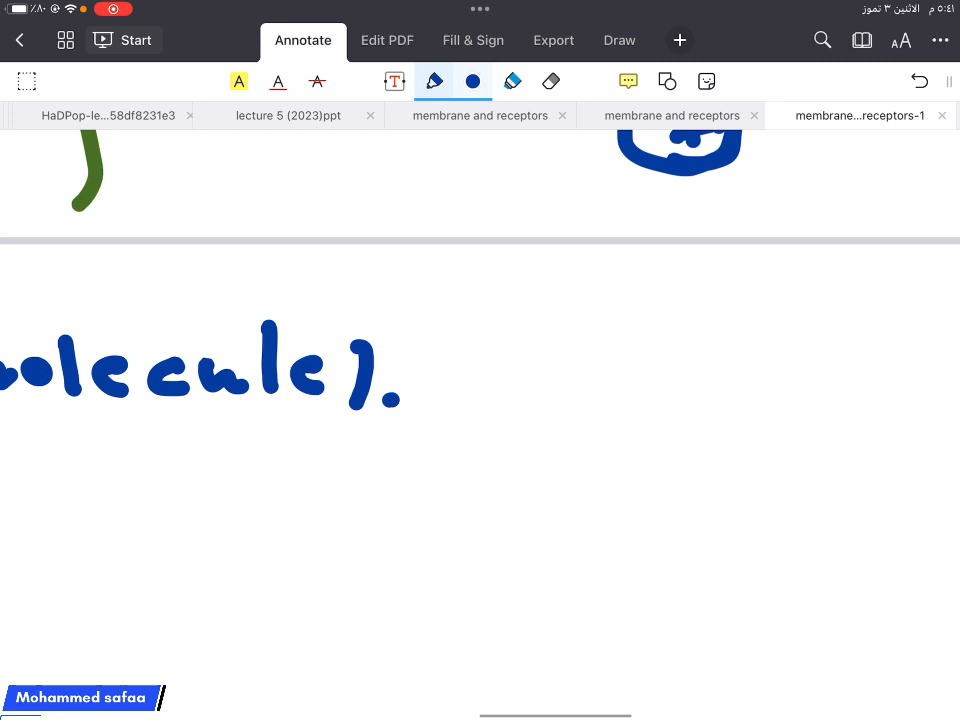 ٪٨٠ الاثنين ٣ تموز ٥:٤١ م
Start
Annotate
Edit PDF
Fill & Sign
Export
Draw
HaDPop-le...58df8231e3
lecture 5 (2023)ppt
membrane and receptors
membrane and receptors
membrane...receptors-1
olecule).
Mohammed safaa